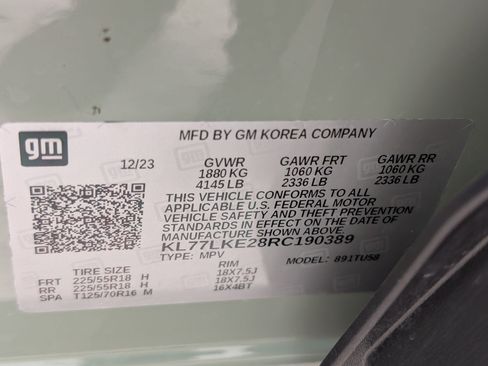 gm
MFD BY GM KOREA COMPANY
12/23 GVWR GAWR FRT GAWR RR
1880 KG 1060 KG 1060 KG
4145 LB 2336 LB 2336 LB
THIS VEHICLE CONFORMS TO ALL
APPLICABLE U.S. FEDERAL MOTOR
VEHICLE SAFETY AND BUMPER
STANDARDS IN EFFECT ON THE DATE OF
MANUFACTURE SHOWN ABOVE.
KL77LKE28RC190389
TYPE: MPV MODEL: 891TU58
TIRE SIZE RIM
FRT 225/55R18 H 18X7.5J
RR 225/55R18 H 18X7.5J
SPA T125/70R16 M 16X4BT